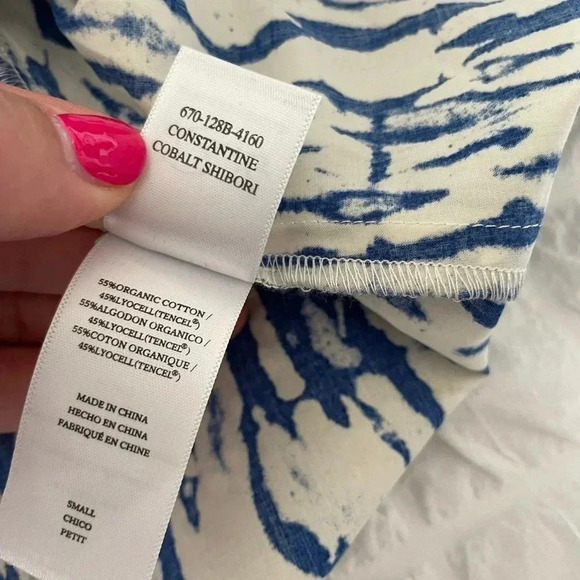 670-128B-4160
CONSTANTINE
COBALT SHIBORI
55%ORGANIC COTTON /
45%LYOCELL(TENCEL®)
55%ALGODON ORGANICO /
45%LYOCELL(TENCEL®)
55%COTON ORGANIQUE /
45%LYOCELL(TENCEL®)
MADE IN CHINA
HECHO EN CHINA
FABRIQUÉ EN CHINE
SMALL
CHICO
PETIT